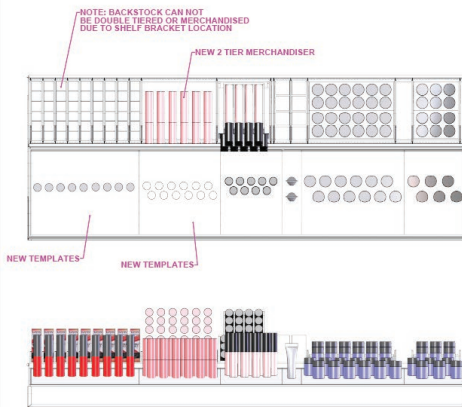 NOTE: BACKSTOCK CAN NOT
BE DOUBLE TIERED OR MERCHANDISED
DUE TO SHELF BRACKET LOCATION
NEW 2 TIER MERCHANDISER
NEW TEMPLATES
NEW TEMPLATES